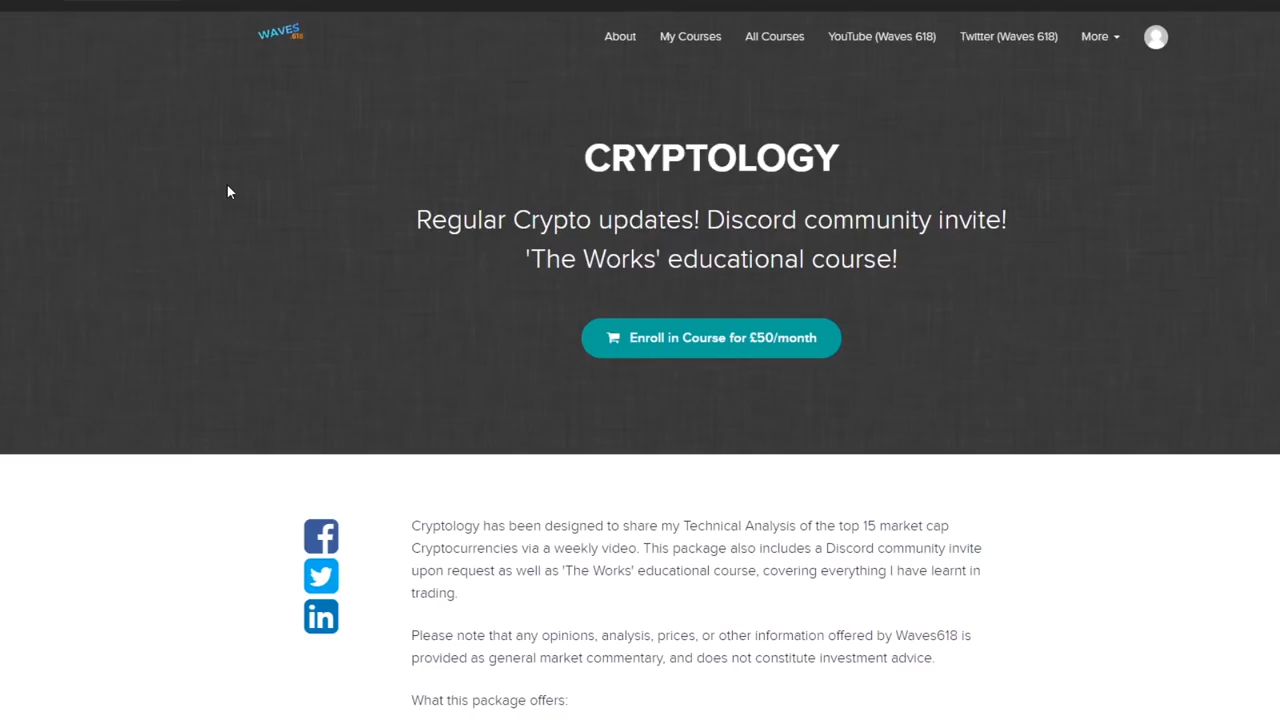 WAVES
.618
About
My Courses
All Courses
YouTube (Waves 618)
Twitter (Waves 618)
More
CRYPTOLOGY
Regular Crypto updates! Discord community invite!
'The Works' educational course!
Enroll in Course for £50/month
Cryptology has been designed to share my Technical Analysis of the top 15 market cap
Cryptocurrencies via a weekly video. This package also includes a Discord community invite
upon request as well as 'The Works' educational course, covering everything I have learnt in
trading.
Please note that any opinions, analysis, prices, or other information offered by Waves618 is
provided as general market commentary, and does not constitute investment advice.
What this package offers: